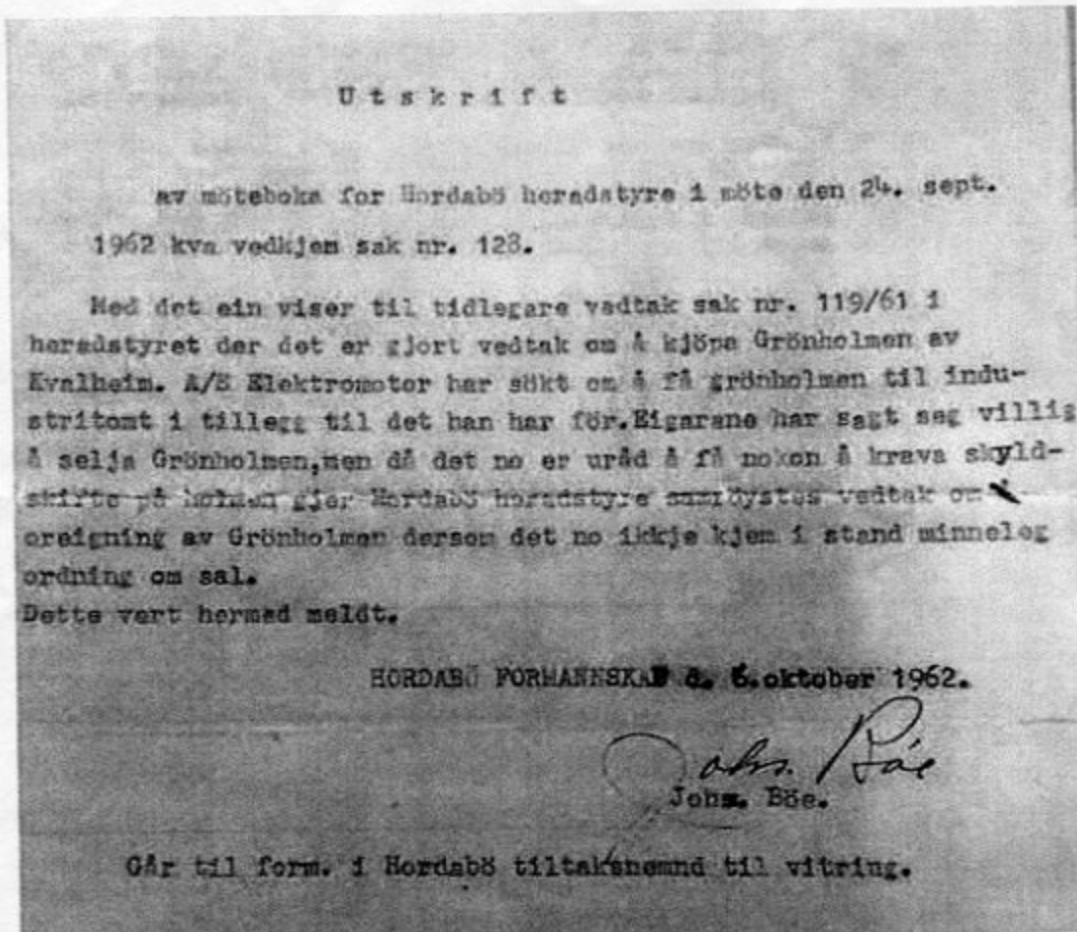 Utskrift
av möteboka for Hordabö heradstyre i möte den 24. sept.
1962 kva vedkjem sak nr. 128.
Med det ein viser til tidlegare vedtak sak nr. 119/61 i
heradstyret der det er gjort vedtak om å kjöpa Grönholmen av
Kvalheim. A/S Elektromotor har sökt om å få grönholmen til indu-
stritomt i tillegg til det han har för.Eigarane har sagt seg villig
å selja Grönholmen,men då det no er uråd å få nokon å krava skyld-
skifte på holmen gjer Hordabö heradstyre samröystes vedtak om
oreigning av Grönholmen dersom det no ikkje kjem i stand minneleg
ordning om sal.
Dette vert hermed meldt.
HORDABÖ FORMANNSKAP d. 6.oktober 1962.
Johs. Böe
Johs. Böe.
Går til form. i Hordabö tiltaksnemnd til vitring.